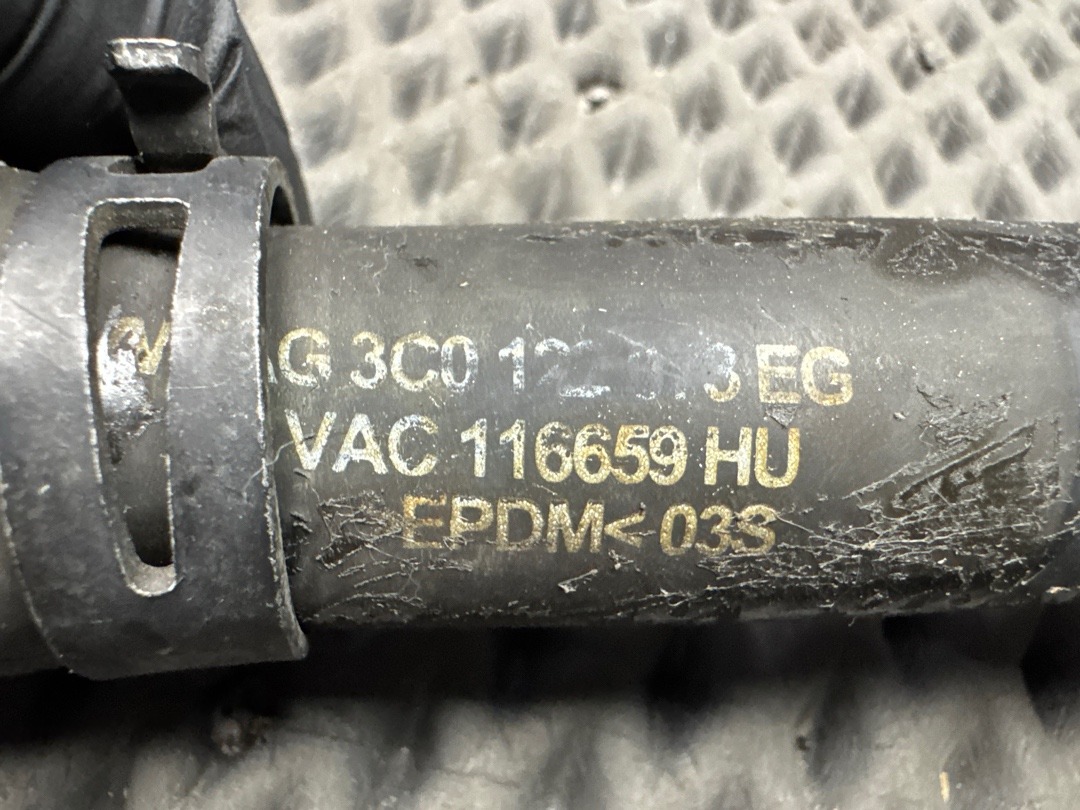 3C0 EG
VAC 116659 HU
EPDM< 03S